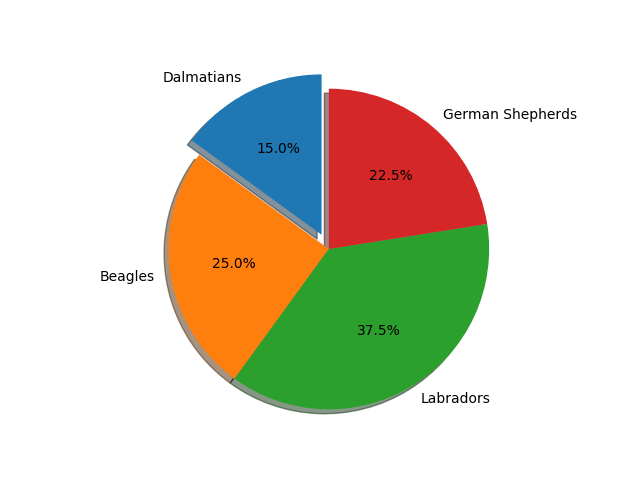 Dalmatians
15.0%
German Shepherds
22.5%
Beagles
25.0%
37.5%
Labradors